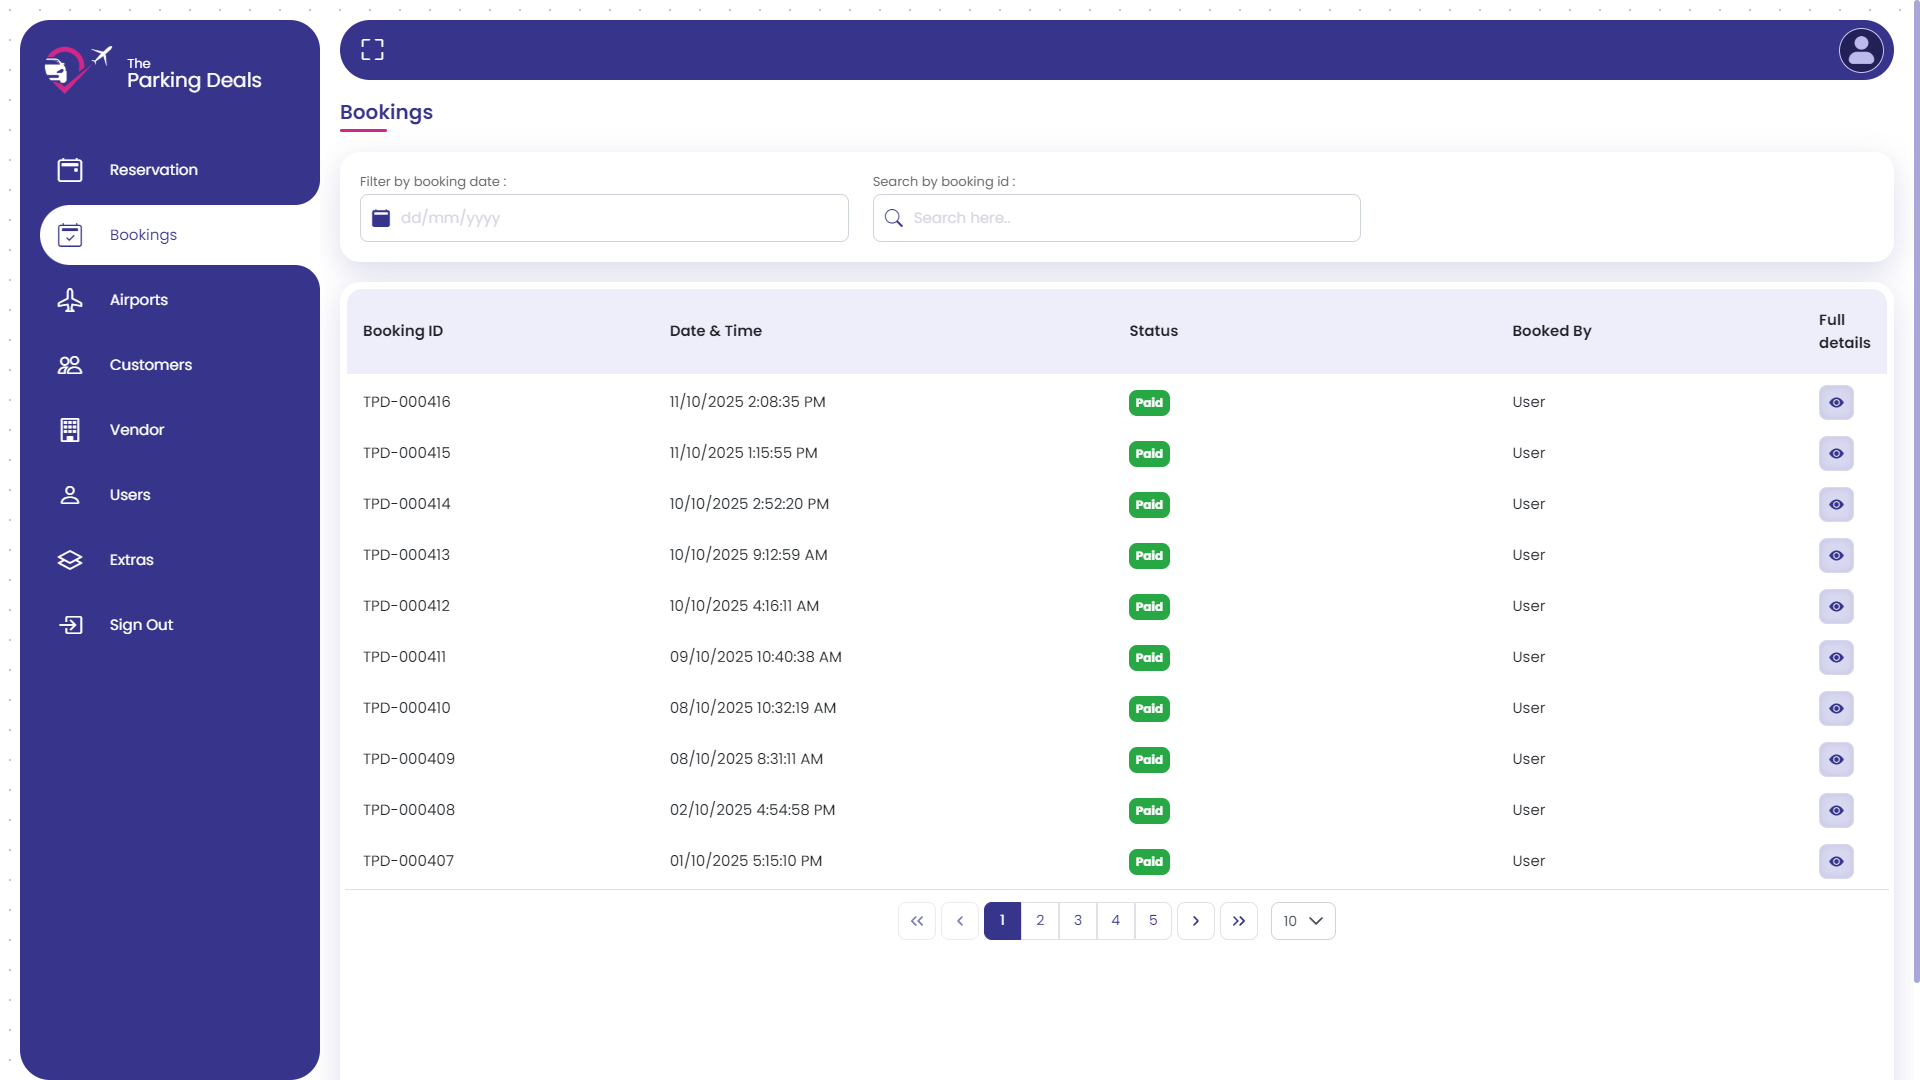 The
Parking Deals
Reservation
Bookings
Airports
Customers
Vendor
Users
Extras
Sign Out
Bookings
Filter by booking date :
Search by booking id :
dd/mm/yyyy
Search here..
Booking ID Date & Time Status Booked By Full details
TPD-000416 11/10/2025 2:08:35 PM Paid User
TPD-000415 11/10/2025 1:15:55 PM Paid User
TPD-000414 10/10/2025 2:52:20 PM Paid User
TPD-000413 10/10/2025 9:12:59 AM Paid User
TPD-000412 10/10/2025 4:16:11 AM Paid User
TPD-000411 09/10/2025 10:40:38 AM Paid User
TPD-000410 08/10/2025 10:32:19 AM Paid User
TPD-000409 08/10/2025 8:31:11 AM Paid User
TPD-000408 02/10/2025 4:54:58 PM Paid User
TPD-000407 01/10/2025 5:15:10 PM Paid User
1 2 3 4 5 10